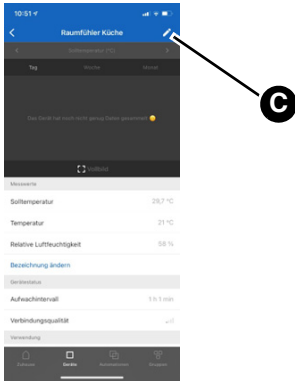 10:51
Raumfühler Küche
C
Solltemperatur (°C)
Tag Woche Monat
Das Gerät hat noch nicht genug Daten gesammelt
Vollbild
Messwerte
Solltemperatur 29,7 °C
Temperatur 21 °C
Relative Luftfeuchtigkeit 59 %
Bezeichnung ändern
Gerätestatus
Aufwachintervall 1 h 1 min
Verbindungsqualität
Verwendung
Zuhause Geräte Automationen Gruppen